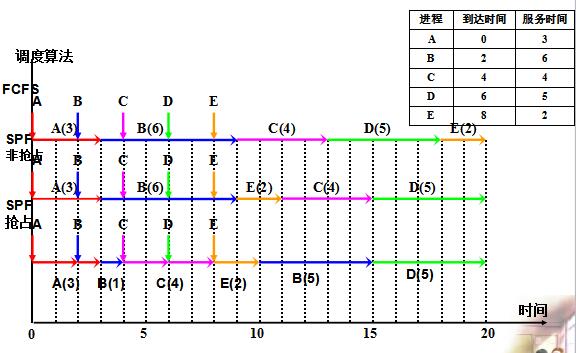 进程 到达时间 服务时间
A 0 3
B 2 6
C 4 4
D 6 5
E 8 2
调度算法
FCFS
A B C D E
A(3) B(6) C(4) D(5) E(2)
SPF
非抢占
A B C D E
A(3) B(6) E(2) C(4) D(5)
SPF
抢占
A B C D E
A(3) B(1) C(4) E(2) B(5) D(5)
时间
0 5 10 15 20